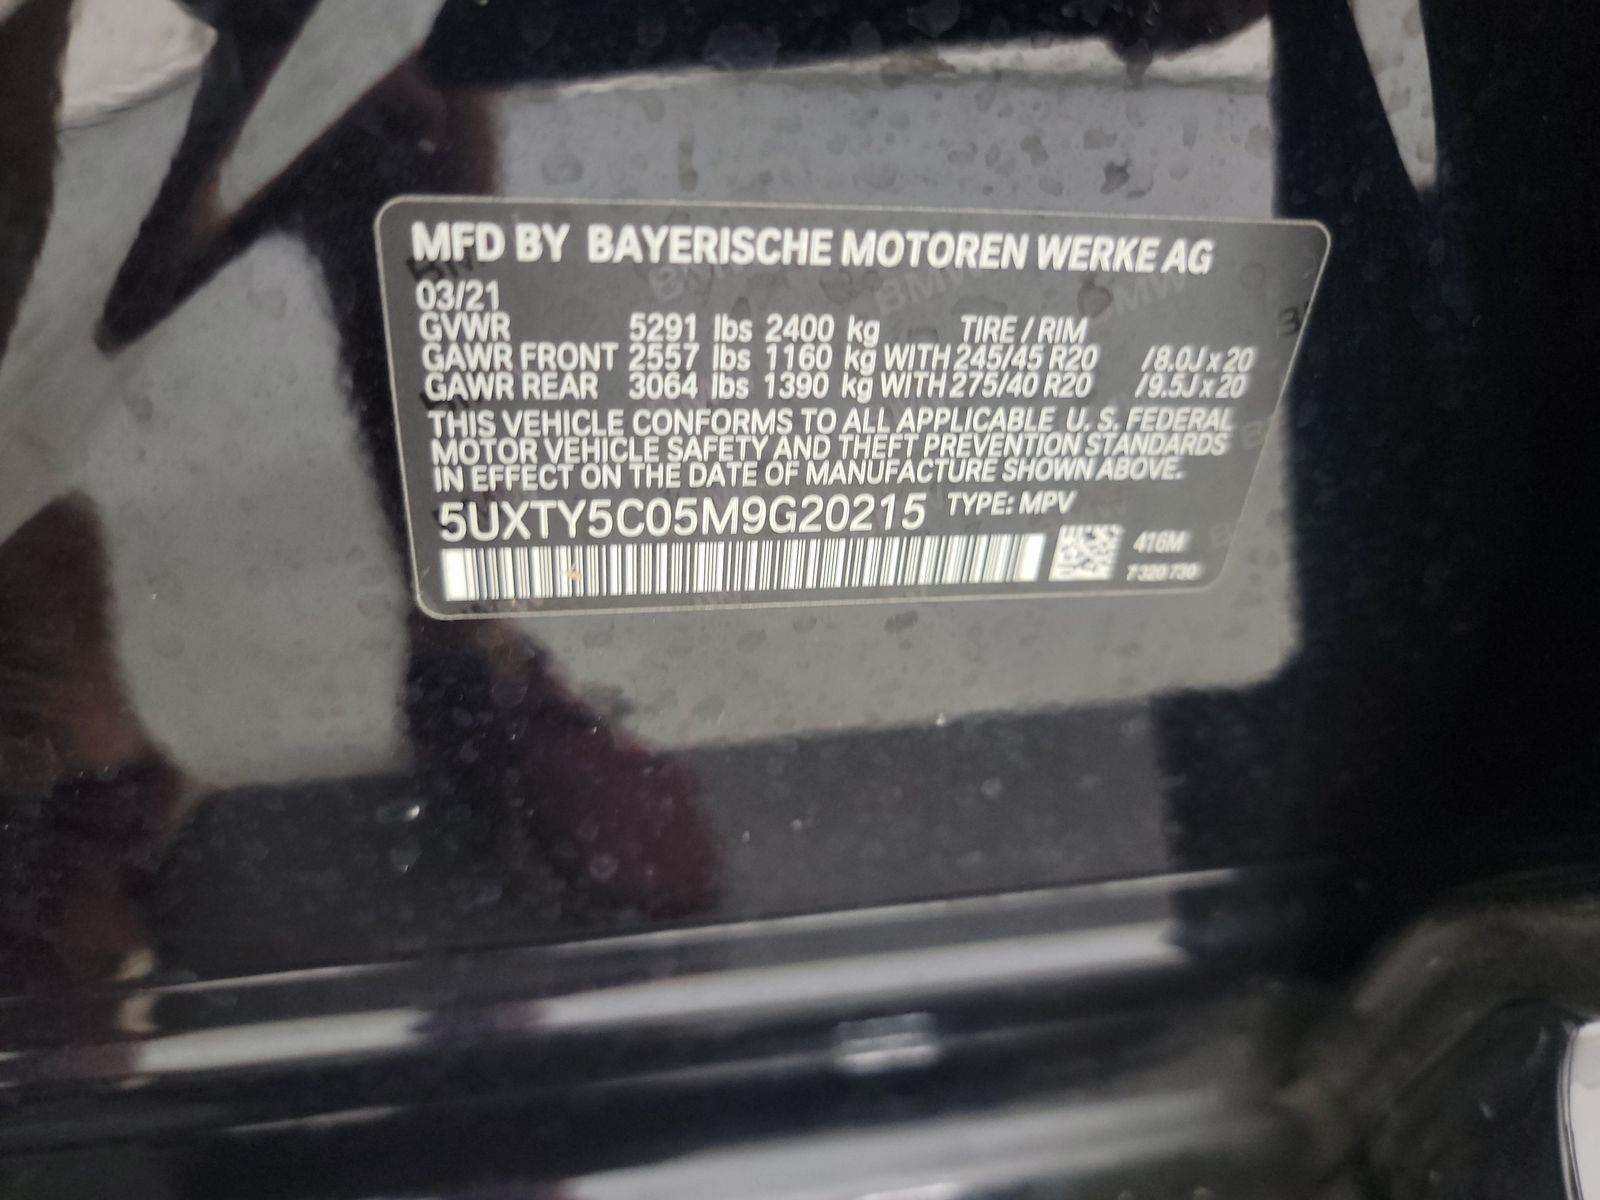 MFD BY BAYERISCHE MOTOREN WERKE AG
03/21
GVWR 5291 lbs 2400 kg TIRE / RIM
GAWR FRONT 2557 lbs 1160 kg WITH 245/45 R20 /8.0J x 20
GAWR REAR 3064 lbs 1390 kg WITH 275/40 R20 /9.5J x 20
THIS VEHICLE CONFORMS TO ALL APPLICABLE U. S. FEDERAL
MOTOR VEHICLE SAFETY AND THEFT PREVENTION STANDARDS
IN EFFECT ON THE DATE OF MANUFACTURE SHOWN ABOVE.
5UXTY5C05M9G20215 TYPE: MPV
416M
7 320 730